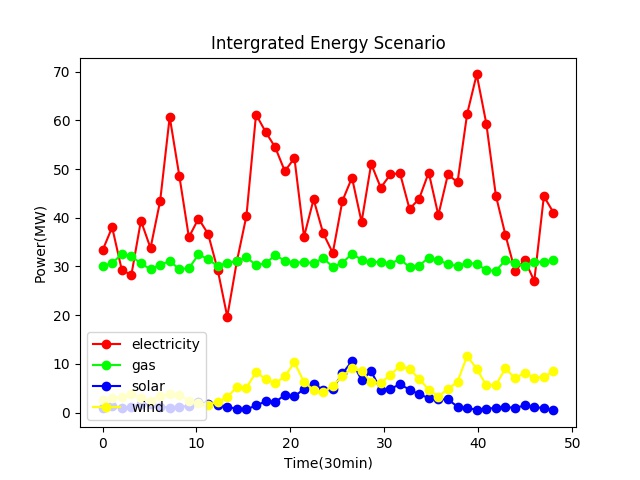 Intergrated Energy Scenario
Power(MW)
70
60
50
40
30
20
10
0
electricity
gas
solar
wind
0 10 20 30 40 50
Time(30min)